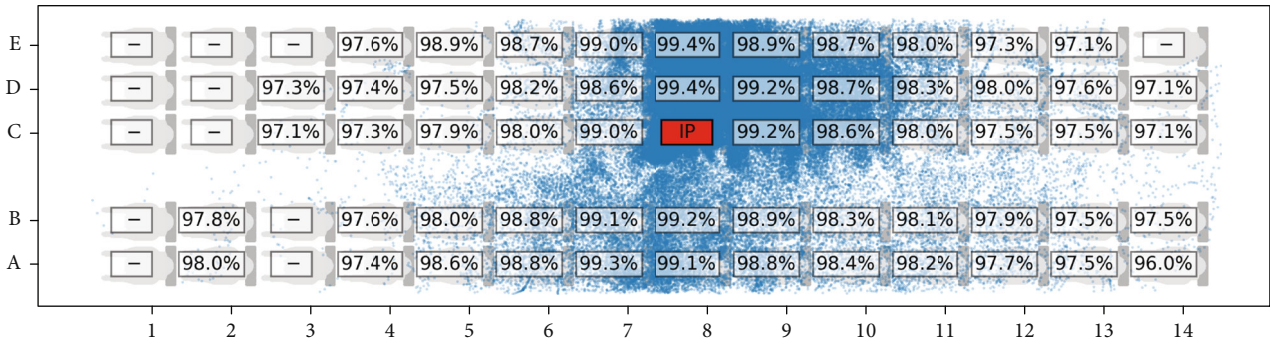 E – – – 97.6% 98.9% 98.7% 99.0% 99.4% 98.9% 98.7% 98.0% 97.3% 97.1% –
D – – 97.3% 97.4% 97.5% 98.2% 98.6% 99.4% 99.2% 98.7% 98.3% 98.0% 97.6% 97.1%
C – – 97.1% 97.3% 97.9% 98.0% 99.0% IP 99.2% 98.6% 98.0% 97.5% 97.5% 97.1%
B – 97.8% – 97.6% 98.0% 98.8% 99.1% 99.2% 98.9% 98.3% 98.1% 97.9% 97.5% 97.5%
A – 98.0% – 97.4% 98.6% 98.8% 99.3% 99.1% 98.8% 98.4% 98.2% 97.7% 97.5% 96.0%
1 2 3 4 5 6 7 8 9 10 11 12 13 14